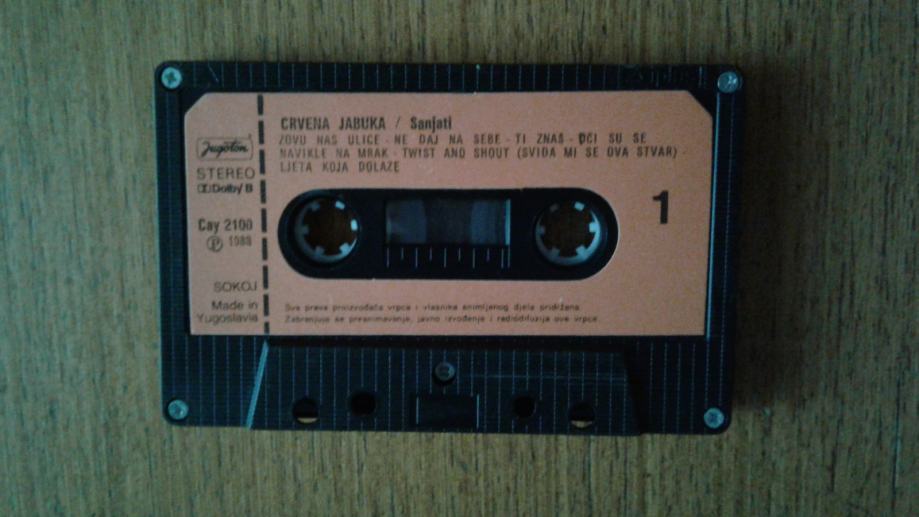 CRVENA JABUKA / Sanjati
ZOVU NAS ULICE - NE DAJ NA SEBE - TI ZNAŠ - OČI SU SE
NAVIKLE NA MRAK - TWIST AND SHOUT (SVIĐA MI SE OVA STVAR) -
LJETA KOJA DOLAZE
Jugoton
STEREO
Dolby B
Cay 2100
Ⓟ 1988
SOKOJ
Made in
Yugoslavia
1
Sva prava proizvođača vrpca i vlasnika snimljenog djela pridržana.
Zabranjuje se presnimavanje, javno izvođenje i radiodifuzija ove vrpce.